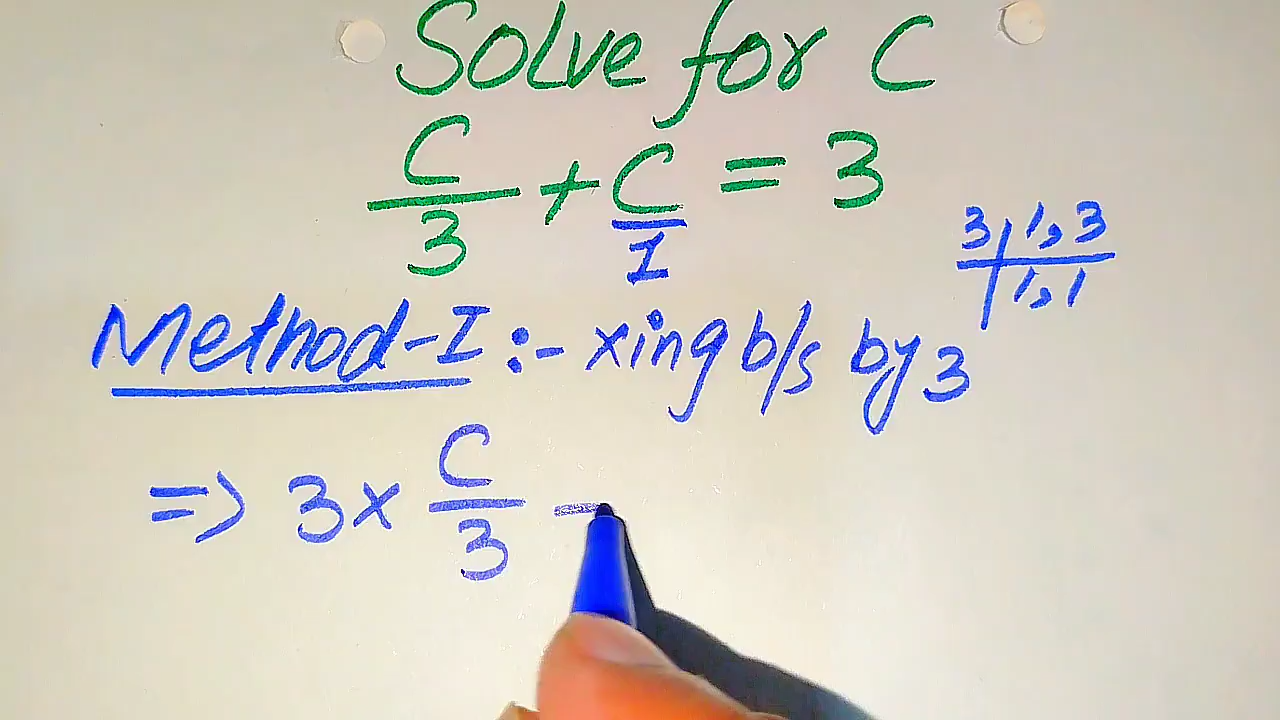 Solve for C
C/3 + C/1 = 3
3 | 1, 3
1, 1
Method-I :- xing b/s by 3
=> 3 × C/3 -